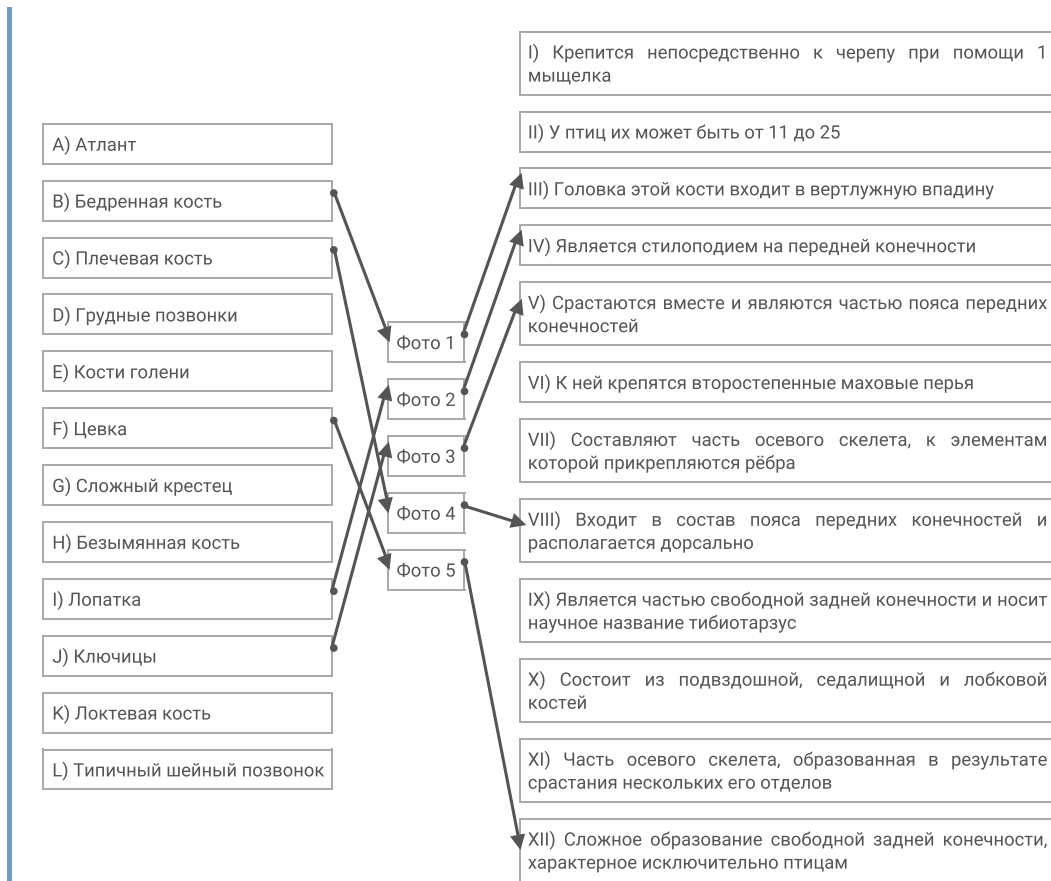 A) Атлант
B) Бедренная кость
C) Плечевая кость
D) Грудные позвонки
E) Кости голени
F) Цевка
G) Сложный крестец
H) Безымянная кость
I) Лопатка
J) Ключицы
K) Локтевая кость
L) Типичный шейный позвонок
Фото 1
Фото 2
Фото 3
Фото 4
Фото 5
I) Крепится непосредственно к черепу при помощи 1
мыщелка
II) У птиц их может быть от 11 до 25
III) Головка этой кости входит в вертлужную впадину
IV) Является стилоподием на передней конечности
V) Срастаются вместе и являются частью пояса передних
конечностей
VI) К ней крепятся второстепенные маховые перья
VII) Составляют часть осевого скелета, к элементам
которой прикрепляются рёбра
VIII) Входит в состав пояса передних конечностей и
располагается дорсально
IX) Является частью свободной задней конечности и носит
научное название тибиотарзус
X) Состоит из подвздошной, седалищной и лобковой
костей
XI) Часть осевого скелета, образованная в результате
срастания нескольких его отделов
XII) Сложное образование свободной задней конечности,
характерное исключительно птицам